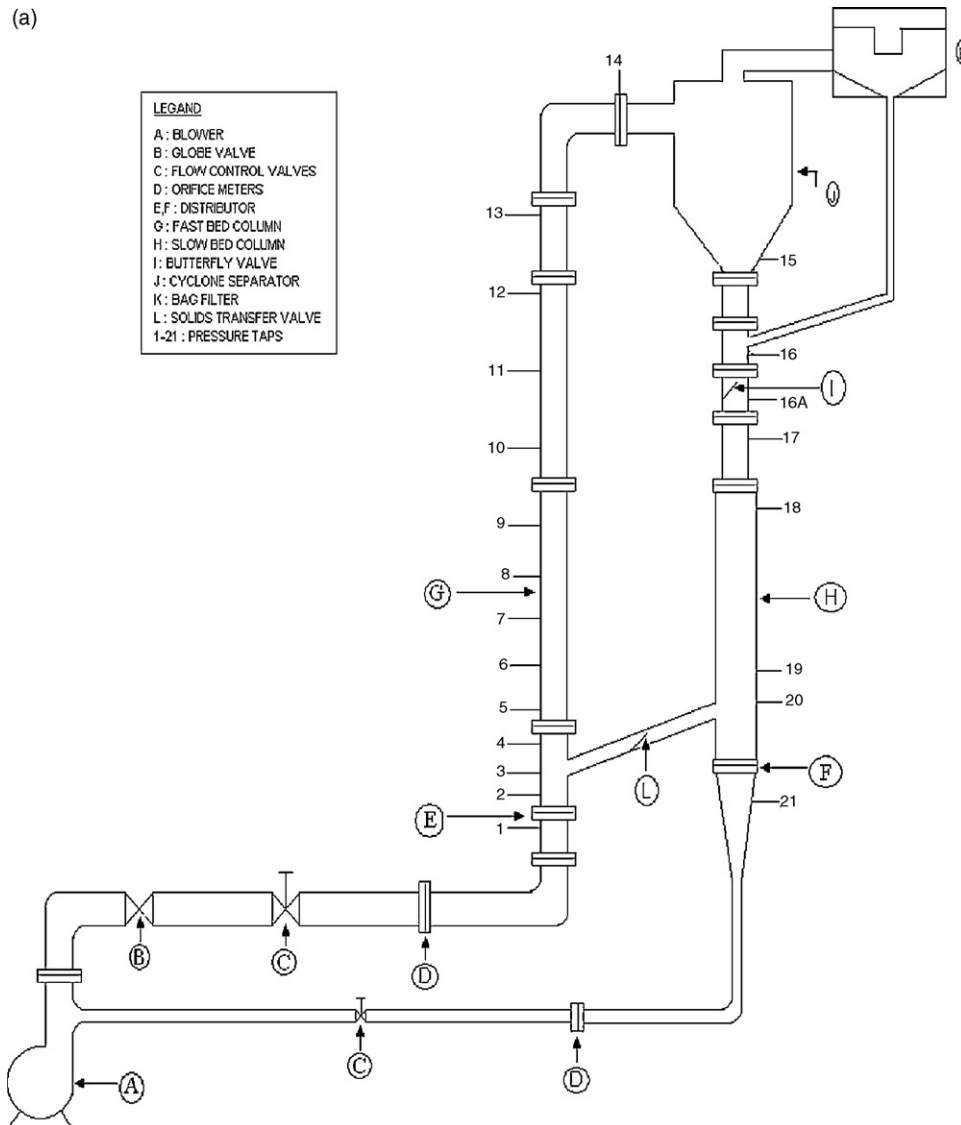 (a)
LEGAND
A : BLOWER
B : GLOBE VALVE
C : FLOW CONTROL VALVES
D : ORIFICE METERS
E,F : DISTRIBUTOR
G : FAST BED COLUMN
H : SLOW BED COLUMN
I : BUTTERFLY VALVE
J : CYCLONE SEPARATOR
K : BAG FILTER
L : SOLIDS TRANSFER VALVE
1-21 : PRESSURE TAPS
14
J
13
15
12
16
11
I
16A
17
10
18
9
8
G
H
7
6
19
20
5
4
3
L
F
2
21
E
1
B
C
D
C
D
A